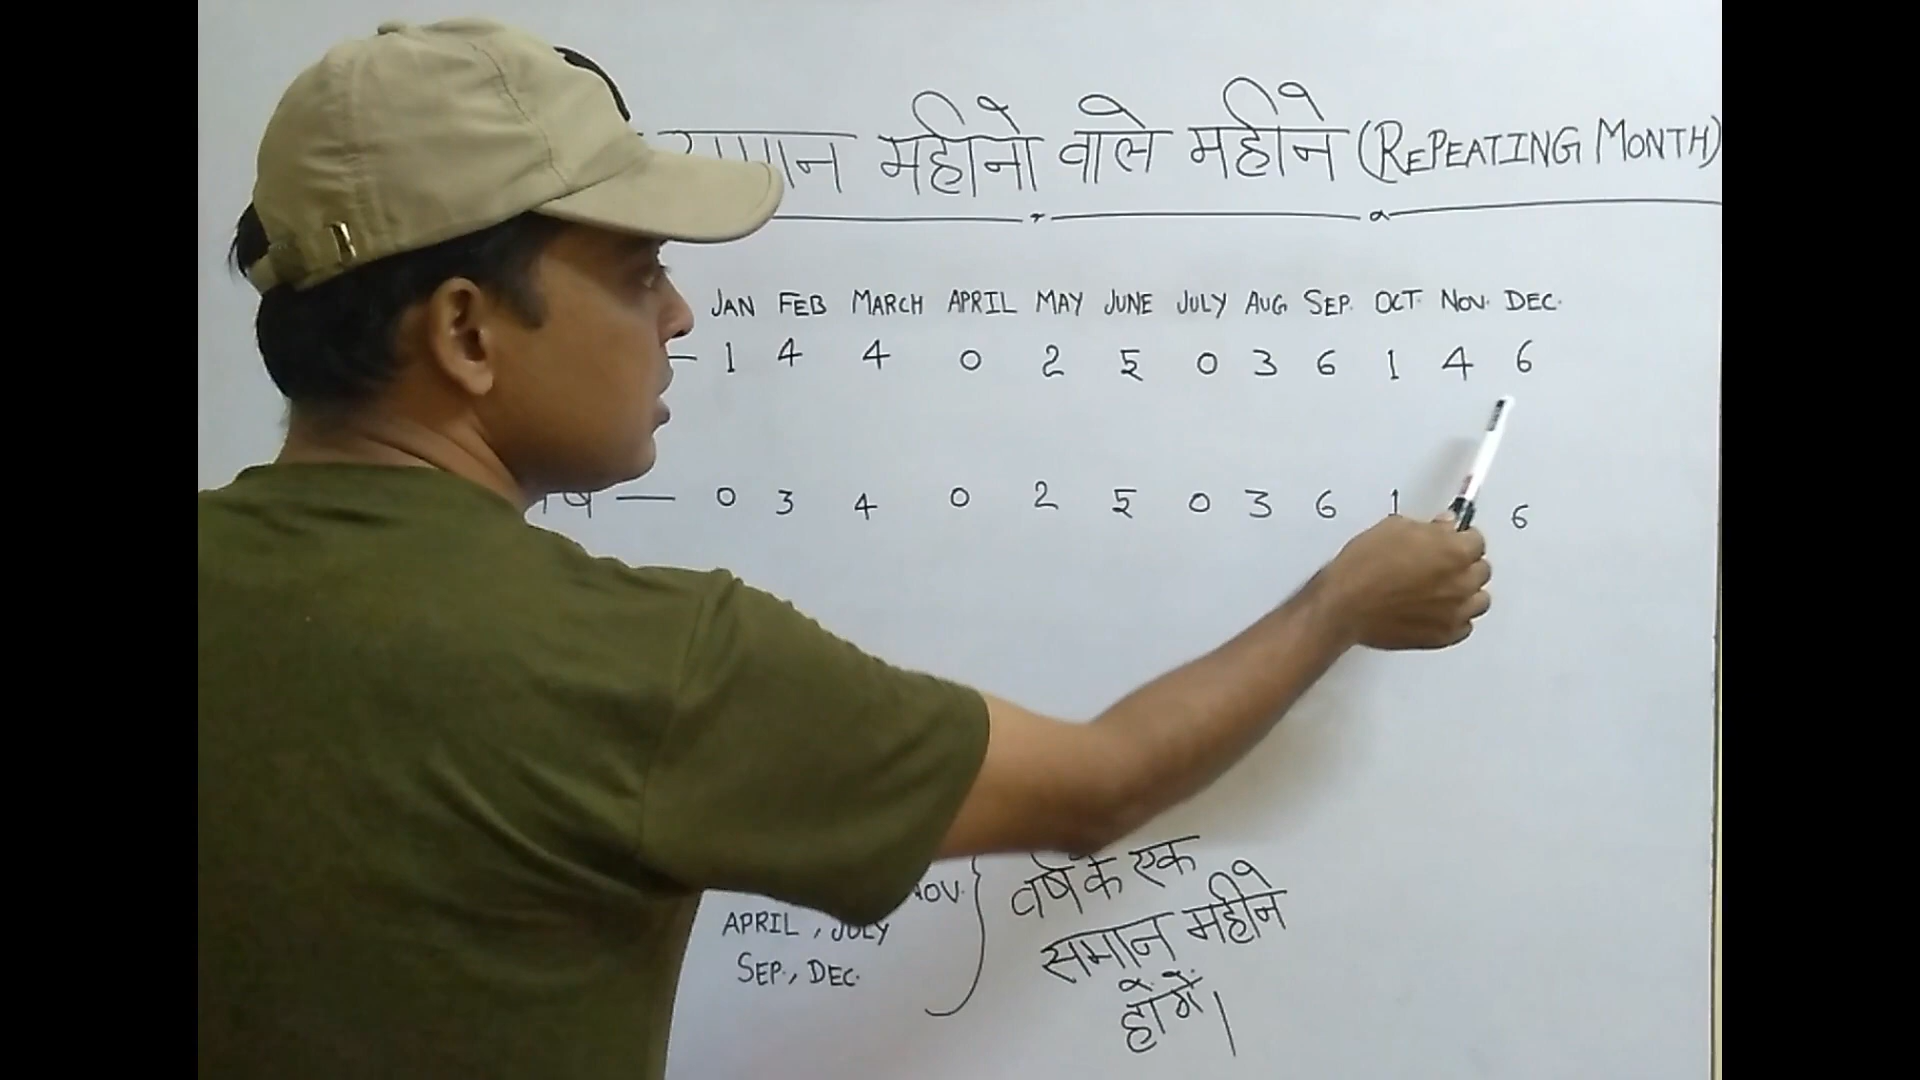 महीनो वाले महीने (REPEATING MONTH)
JAN FEB MARCH APRIL MAY JUNE JULY AUG SEP. OCT. NOV. DEC.
— 1 4 4 0 2 5 0 3 6 1 4 6
— 0 3 4 0 2 5 0 3 6 1 6
वर्ष के एक
APRIL, JULY
समान महीने
SEP., DEC.
होंगें।